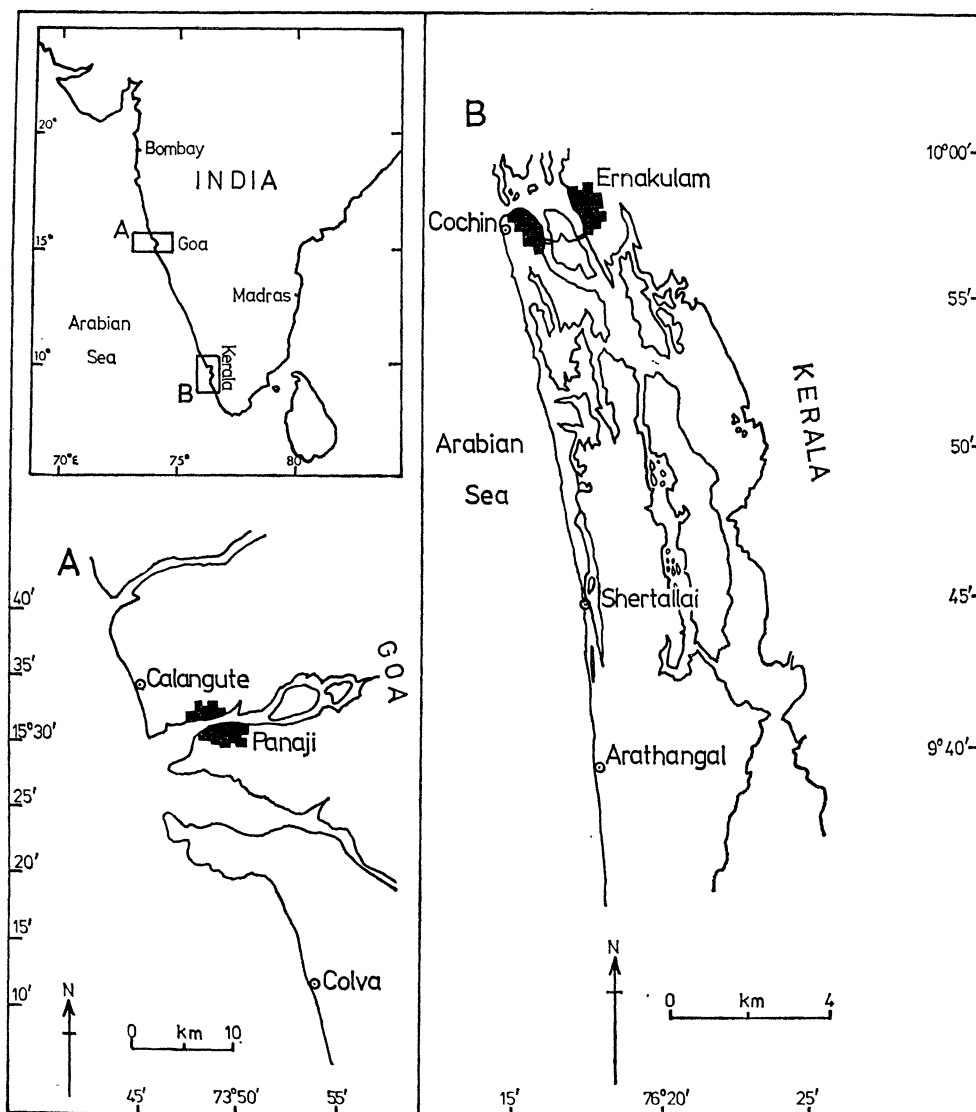 20°
Bombay
INDIA
A
15°
Goa
Madras
Arabian
Sea
10°
Kerala
B
70°E
75°
80
A
40'
35'
Calangute
GOA
15°30'
Panaji
25'
20'
15'
Colva
10'
N
0 km 10
45' 73°50' 55'
B
10°00'
Ernakulam
Cochin
55'
KERALA
Arabian
Sea
50'
45'
Shertallai
9°40'
Arathangal
N
0 km 4
15' 76°20' 25'